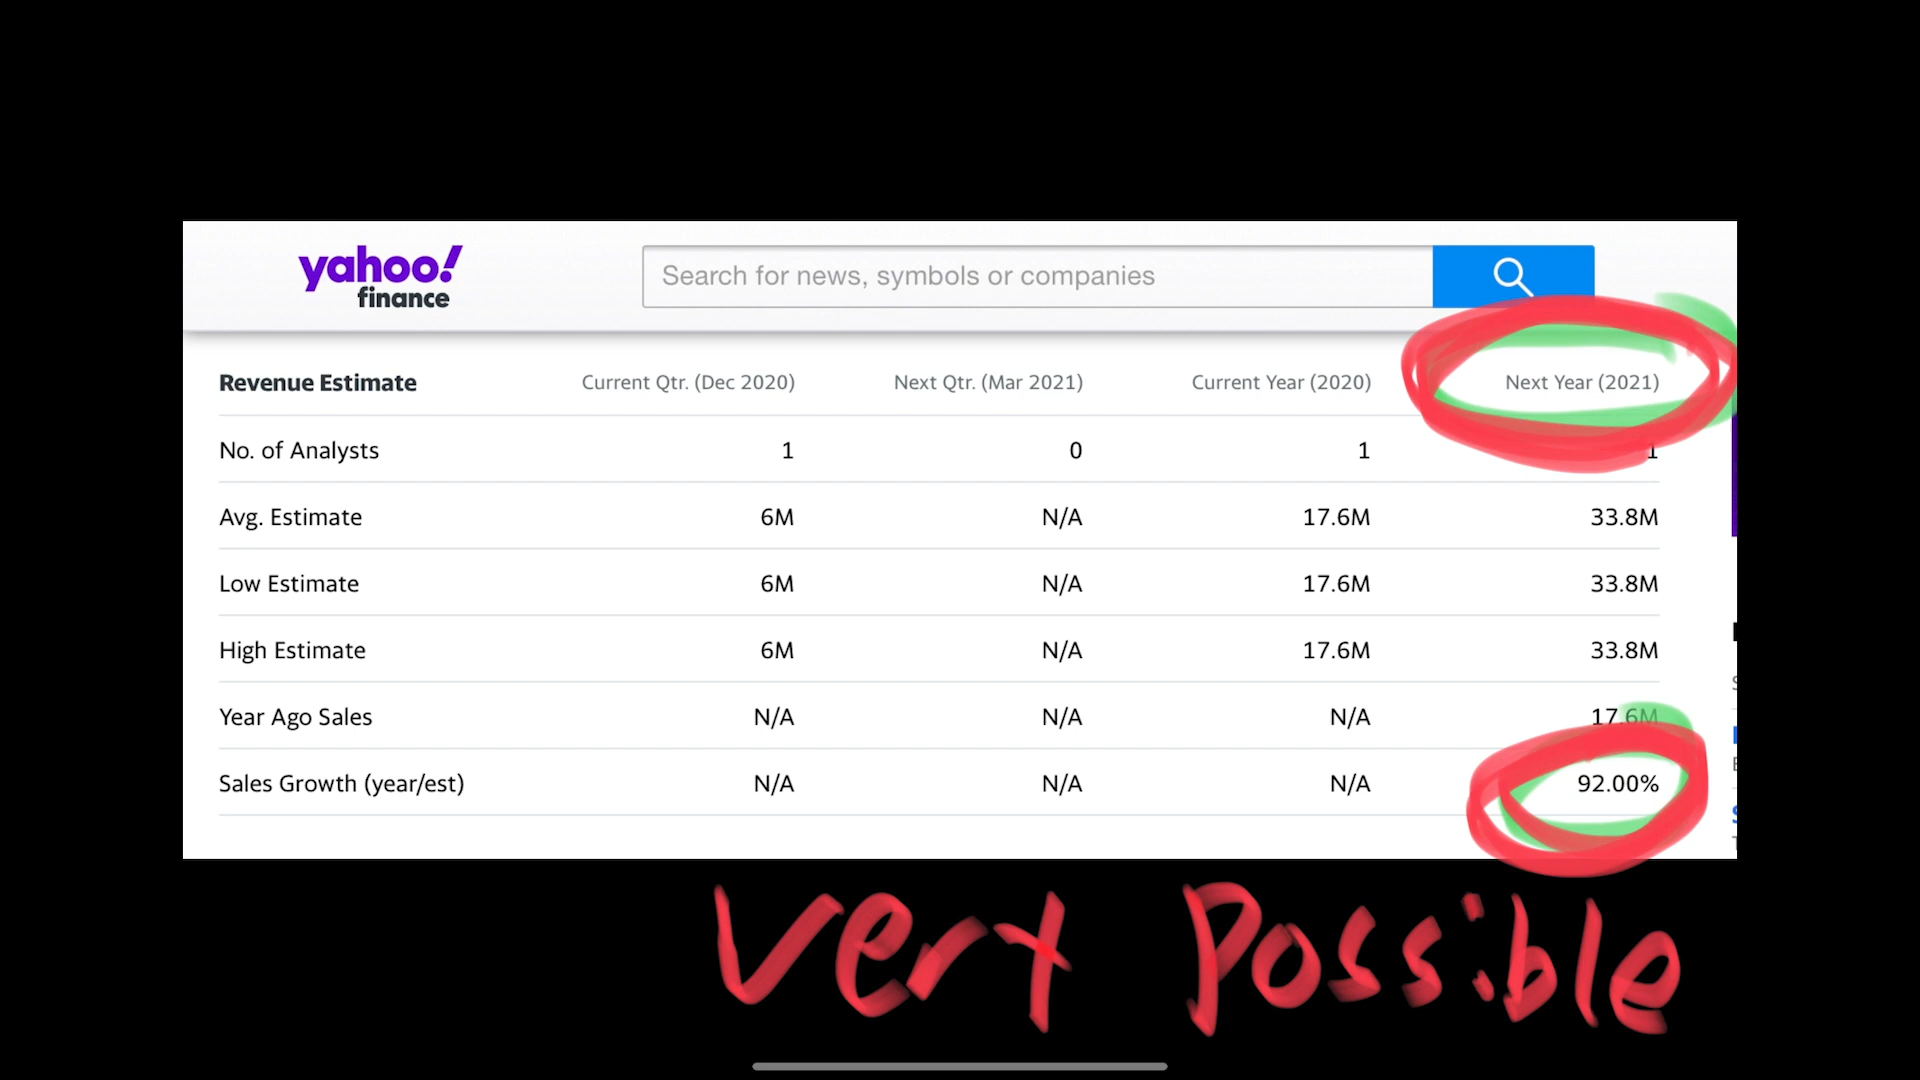 yahoo!
finance
Search for news, symbols or companies
Revenue Estimate Current Qtr. (Dec 2020) Next Qtr. (Mar 2021) Current Year (2020) Next Year (2021)
No. of Analysts 1 0 1 1
Avg. Estimate 6M N/A 17.6M 33.8M
Low Estimate 6M N/A 17.6M 33.8M
High Estimate 6M N/A 17.6M 33.8M
Year Ago Sales N/A N/A N/A 17.6M
Sales Growth (year/est) N/A N/A N/A 92.00%
vert possible